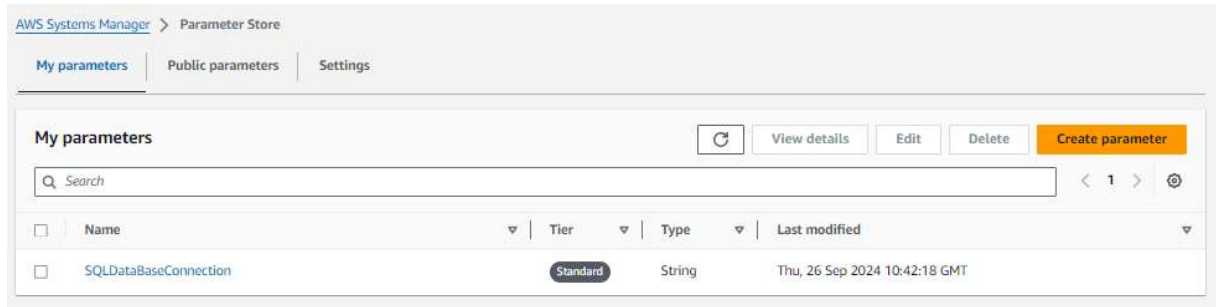 AWS Systems Manager > Parameter Store
My parameters Public parameters Settings
My parameters View details Edit Delete Create parameter
Search < 1 >
Name Tier Type Last modified
SQLDataBaseConnection Standard String Thu, 26 Sep 2024 10:42:18 GMT